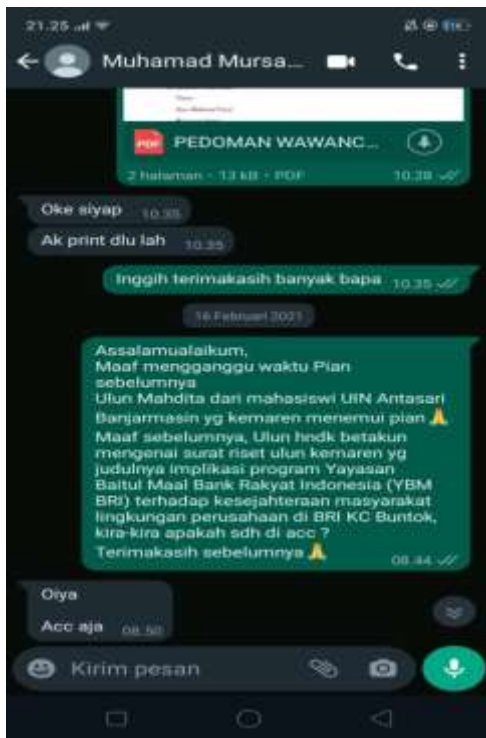 21.25
Muhamad Mursa...
PDF PEDOMAN WAWANC...
2 halaman • 13 kB • PDF 10.28
Oke siyap 10.35
Ak print dlu lah 10.35
Inggih terimakasih banyak bapa 10.35
16 Februari 2021
Assalamualaikum,
Maaf mengganggu waktu Pian
sebelumnya
Ulun Mahdita dari mahasiswi UIN Antasari
Banjarmasin yg kemaren menemui pian 🙏
Maaf sebelumnya, Ulun hndk betakun
mengenai surat riset ulun kemaren yg
judulnya implikasi program Yayasan
Baitul Maal Bank Rakyat Indonesia (YBM
BRI) terhadap kesejahteraan masyarakat
lingkungan perusahaan di BRI KC Buntok,
kira-kira apakah sdh di acc ?
Terimakasih sebelumnya 🙏 08.44
Oiya
Acc aja 08.50
Kirim pesan